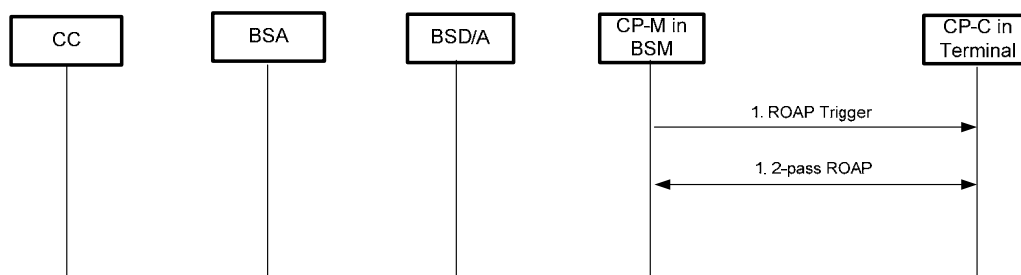 CC
BSA
BSD/A
CP-M in
BSM
CP-C in
Terminal
1. ROAP Trigger
1. 2-pass ROAP